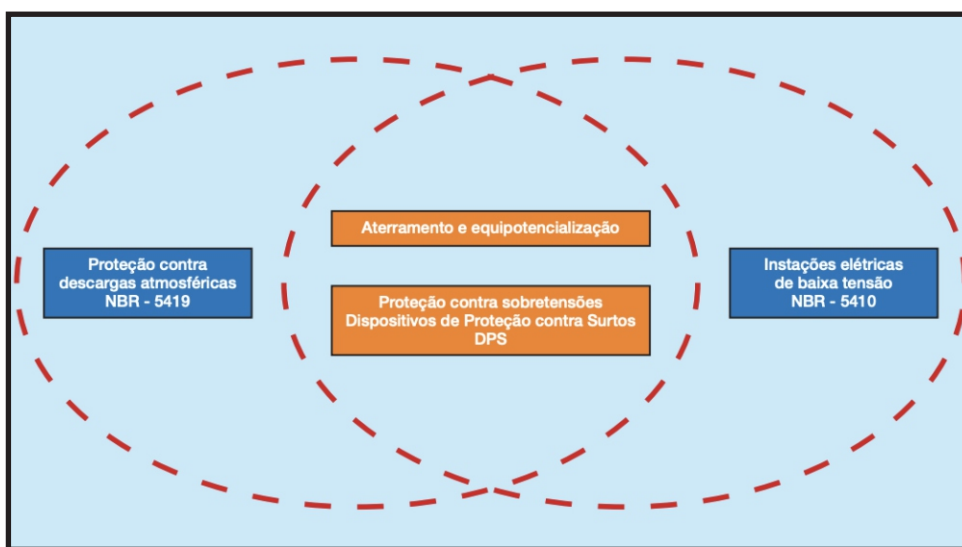 Proteção contra
descargas atmosféricas
NBR - 5419
Aterramento e equipotencialização
Proteção contra sobretensões
Dispositivos de Proteção contra Surtos
DPS
Instações elétricas
de baixa tensão
NBR - 5410